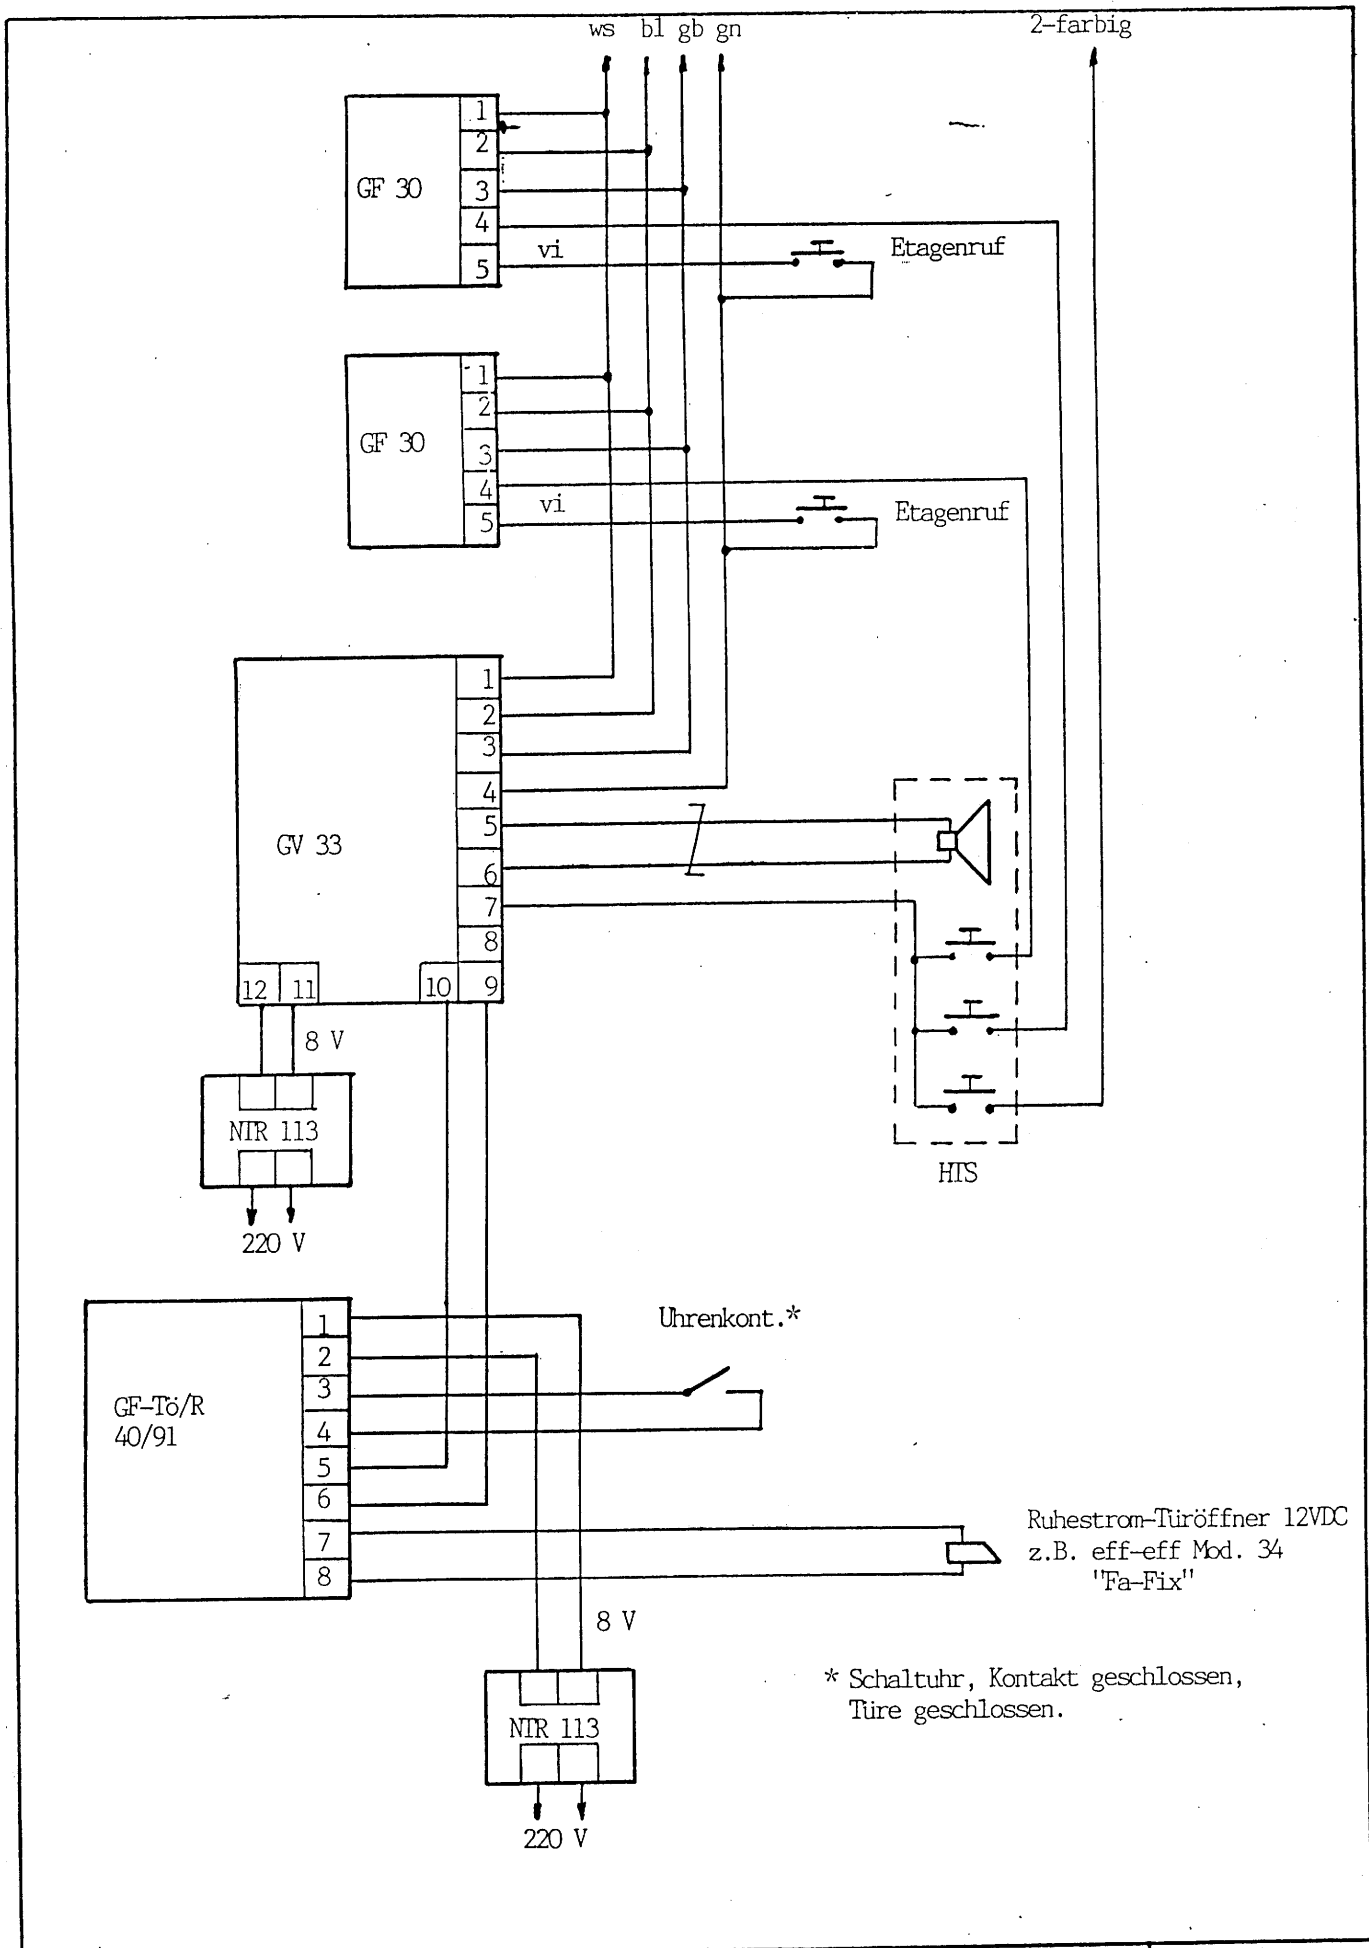 ws bl gb gn
2-farbig
GF 30
1
2
3
4
5
vi
Etagenruf
GF 30
1
2
3
4
5
vi
Etagenruf
GV 33
1
2
3
4
5
6
7
8
12 11 10 9
8 V
NTR 113
220 V
HTS
GF-Tö/R
40/91
1
2
3
4
5
6
7
8
Uhrenkont.*
Ruhestrom-Türöffner 12VDC
z.B. eff-eff Mod. 34
"Fa-Fix"
8 V
NTR 113
220 V
* Schaltuhr, Kontakt geschlossen,
Türe geschlossen.